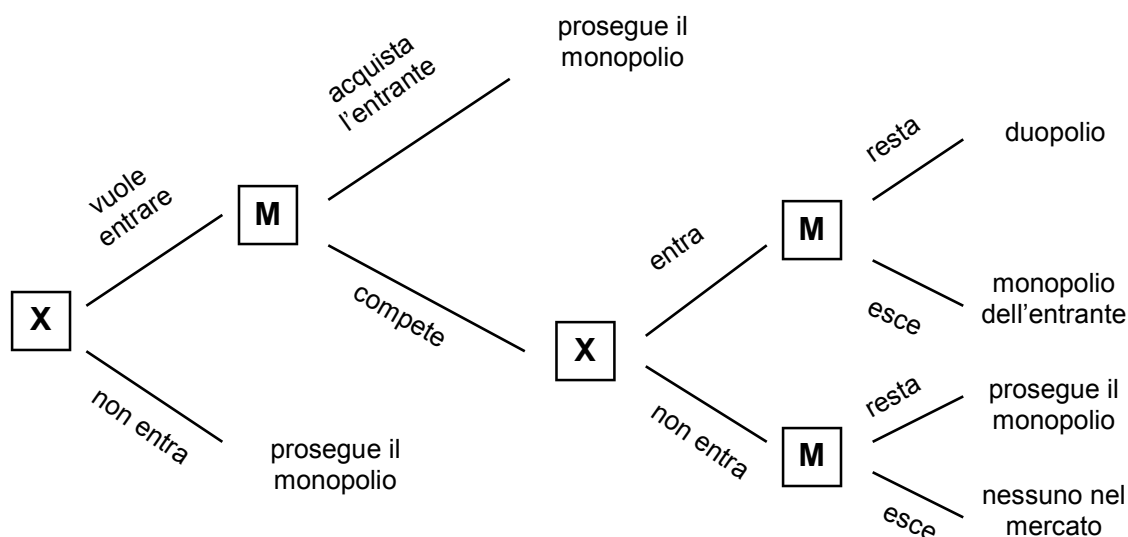 prosegue il
monopolio
acquista
l'entrante
vuole
entrare
M
X
non entra
prosegue il
monopolio
compete
X
entra
M
resta
duopolio
esce
monopolio
dell'entrante
non entra
M
resta
prosegue il
monopolio
esce
nessuno nel
mercato